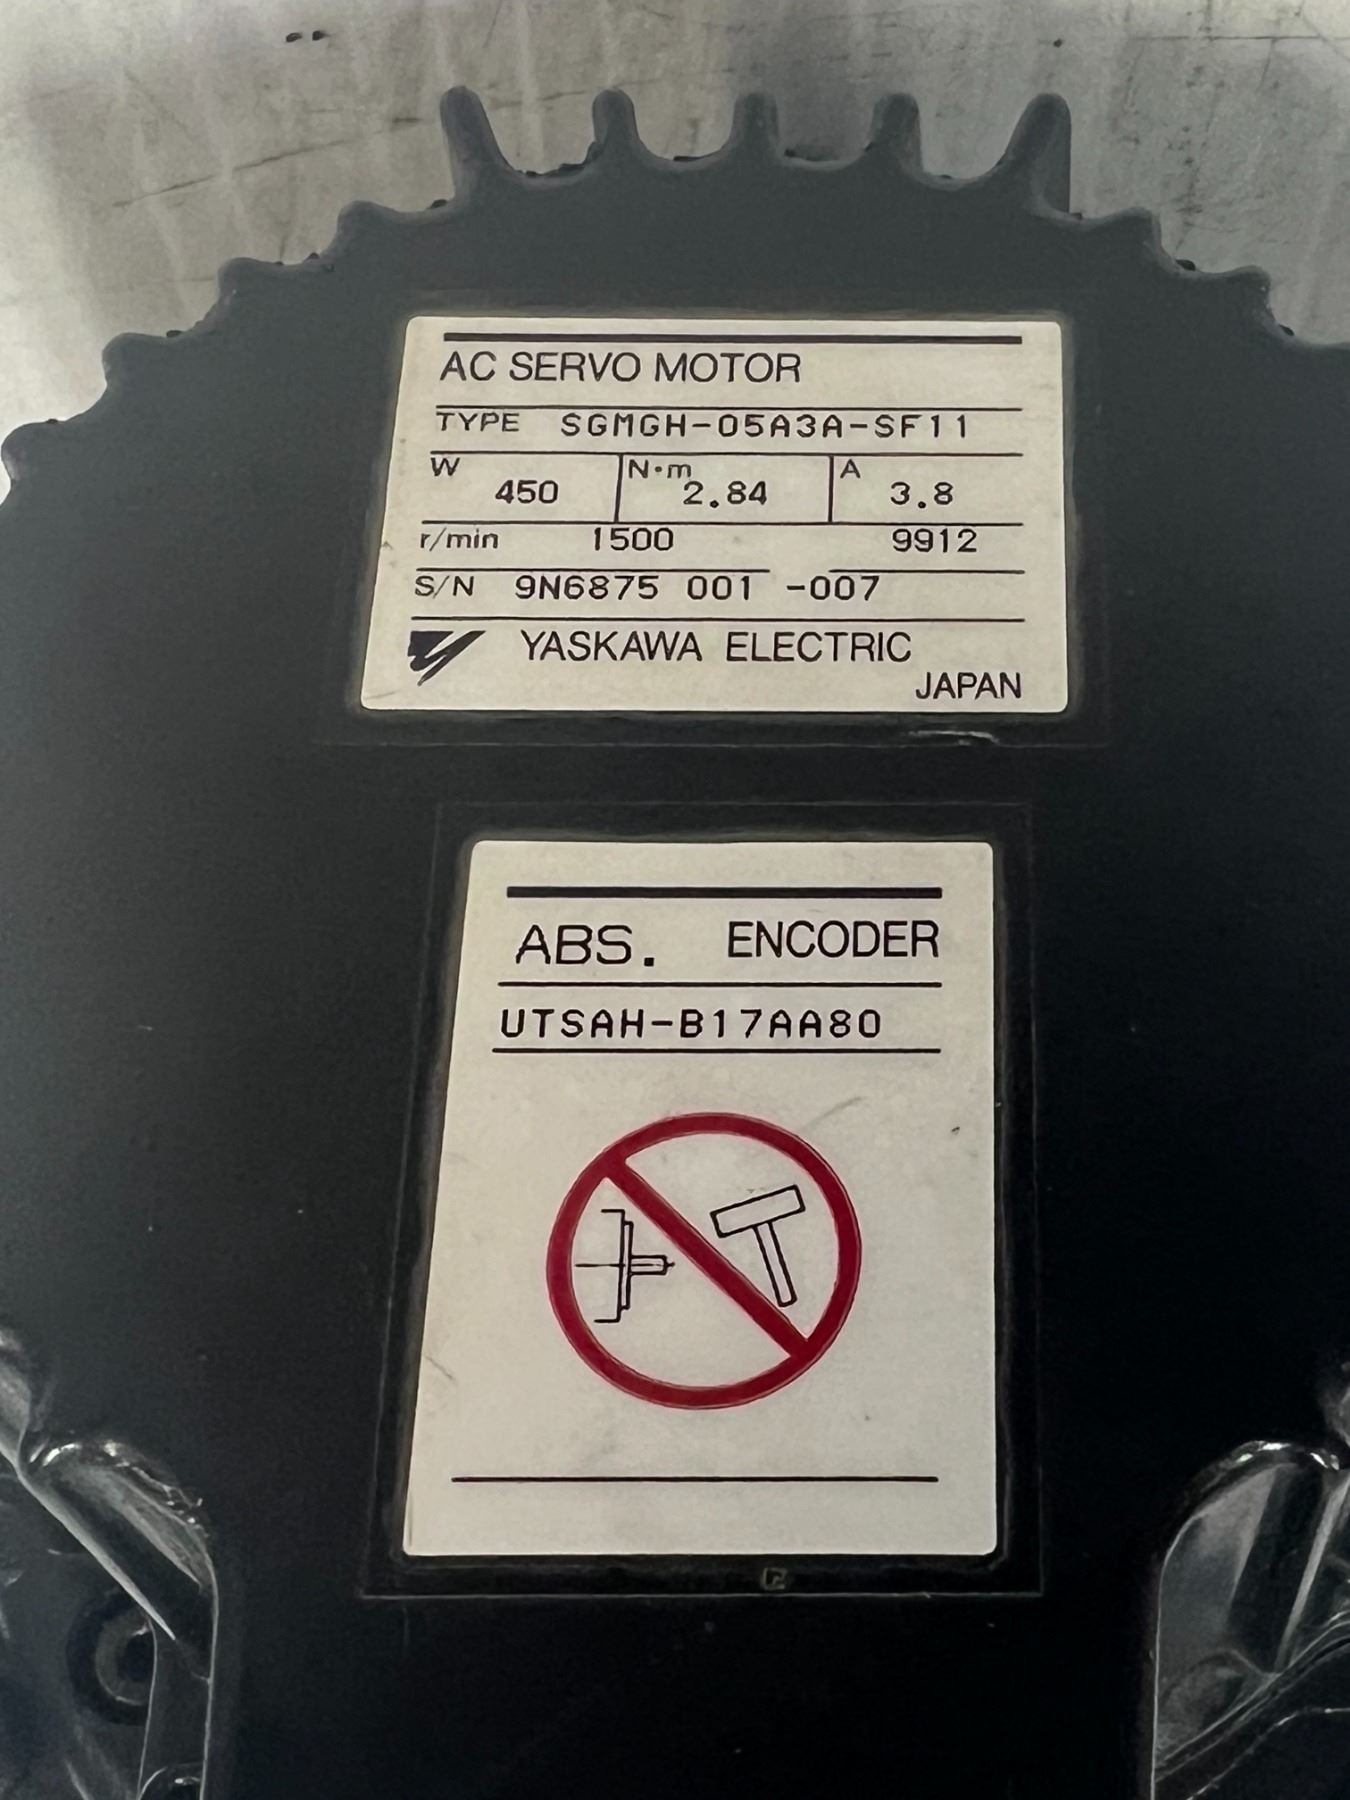 AC SERVO MOTOR
TYPE SGMGH-05A3A-SF11
W 450 N·m 2.84 A 3.8
r/min 1500 9912
S/N 9N6875 001 -007
YASKAWA ELECTRIC
JAPAN
ABS. ENCODER
UTSAH-B17AA80